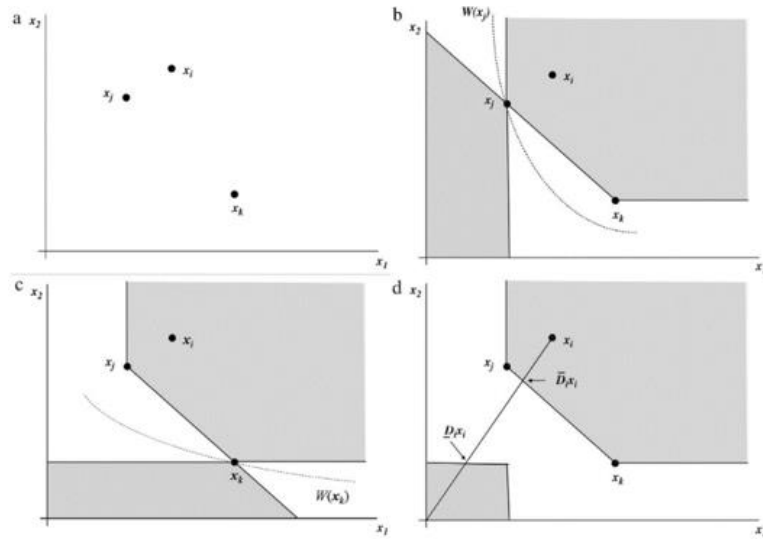 a
x₂
xᵢ
xⱼ
xₖ
x₁
b
x₂
W(xⱼ)
xᵢ
xⱼ
xₖ
x
c
x₂
xᵢ
xⱼ
xₖ
W(xₖ)
x₁
d
x₂
xᵢ
xⱼ
D̅ᵢxᵢ
D̲ᵢxᵢ
xₖ
x